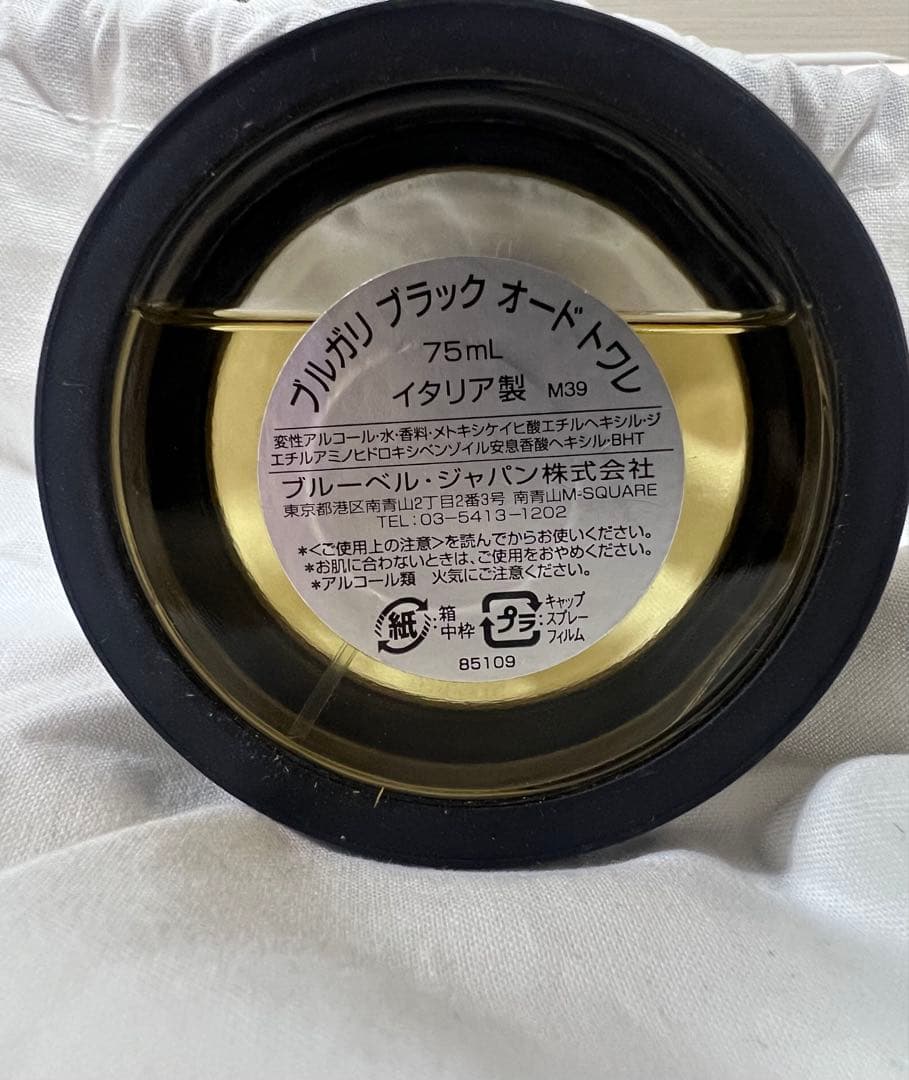 ブルガリ ブラック オード トワレ
75mL
イタリア製 M39
変性アルコール・水・香料・メトキシケイヒ酸エチルヘキシル・ジ
エチルアミノヒドロキシベンゾイル安息香酸ヘキシル・BHT
ブルーベル・ジャパン株式会社
東京都港区南青山2丁目2番3号 南青山M-SQUARE
TEL:03-5413-1202
*<ご使用上の注意>を読んでからお使いください。
*お肌に合わないときは、ご使用をおやめください。
*アルコール類 火気にご注意ください。
紙:箱 中枠
プラ:キャップ スプレー フィルム
85109